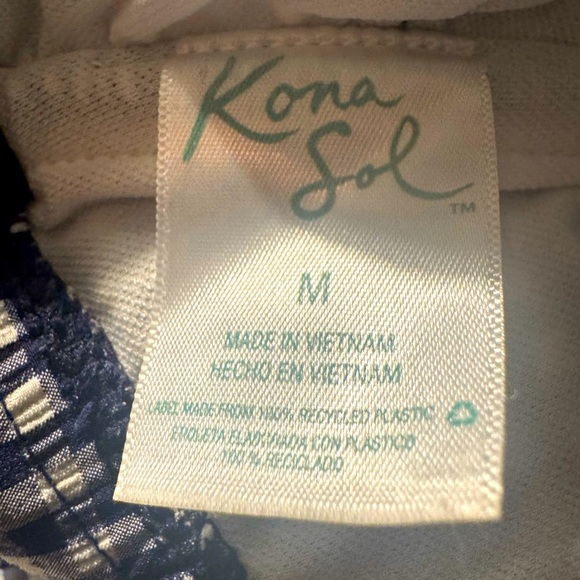 Kona
Sol
™
M
MADE IN VIETNAM
HECHO EN VIETNAM
LABEL MADE FROM 100% RECYCLED PLASTIC
ETIQUETA ELABORADA CON PLASTICO
100 % RECICLADO